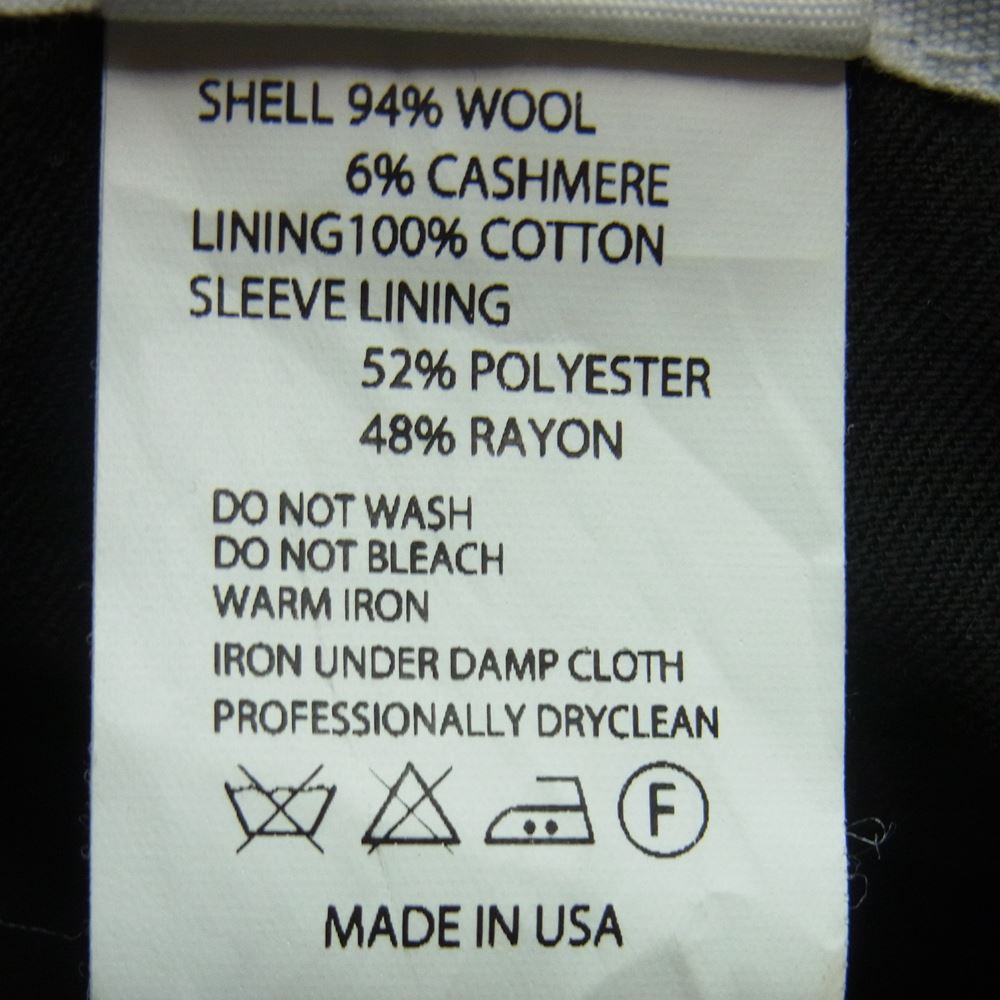 SHELL 94% WOOL
6% CASHMERE
LINING100% COTTON
SLEEVE LINING
52% POLYESTER
48% RAYON
DO NOT WASH
DO NOT BLEACH
WARM IRON
IRON UNDER DAMP CLOTH
PROFESSIONALLY DRYCLEAN
F
MADE IN USA